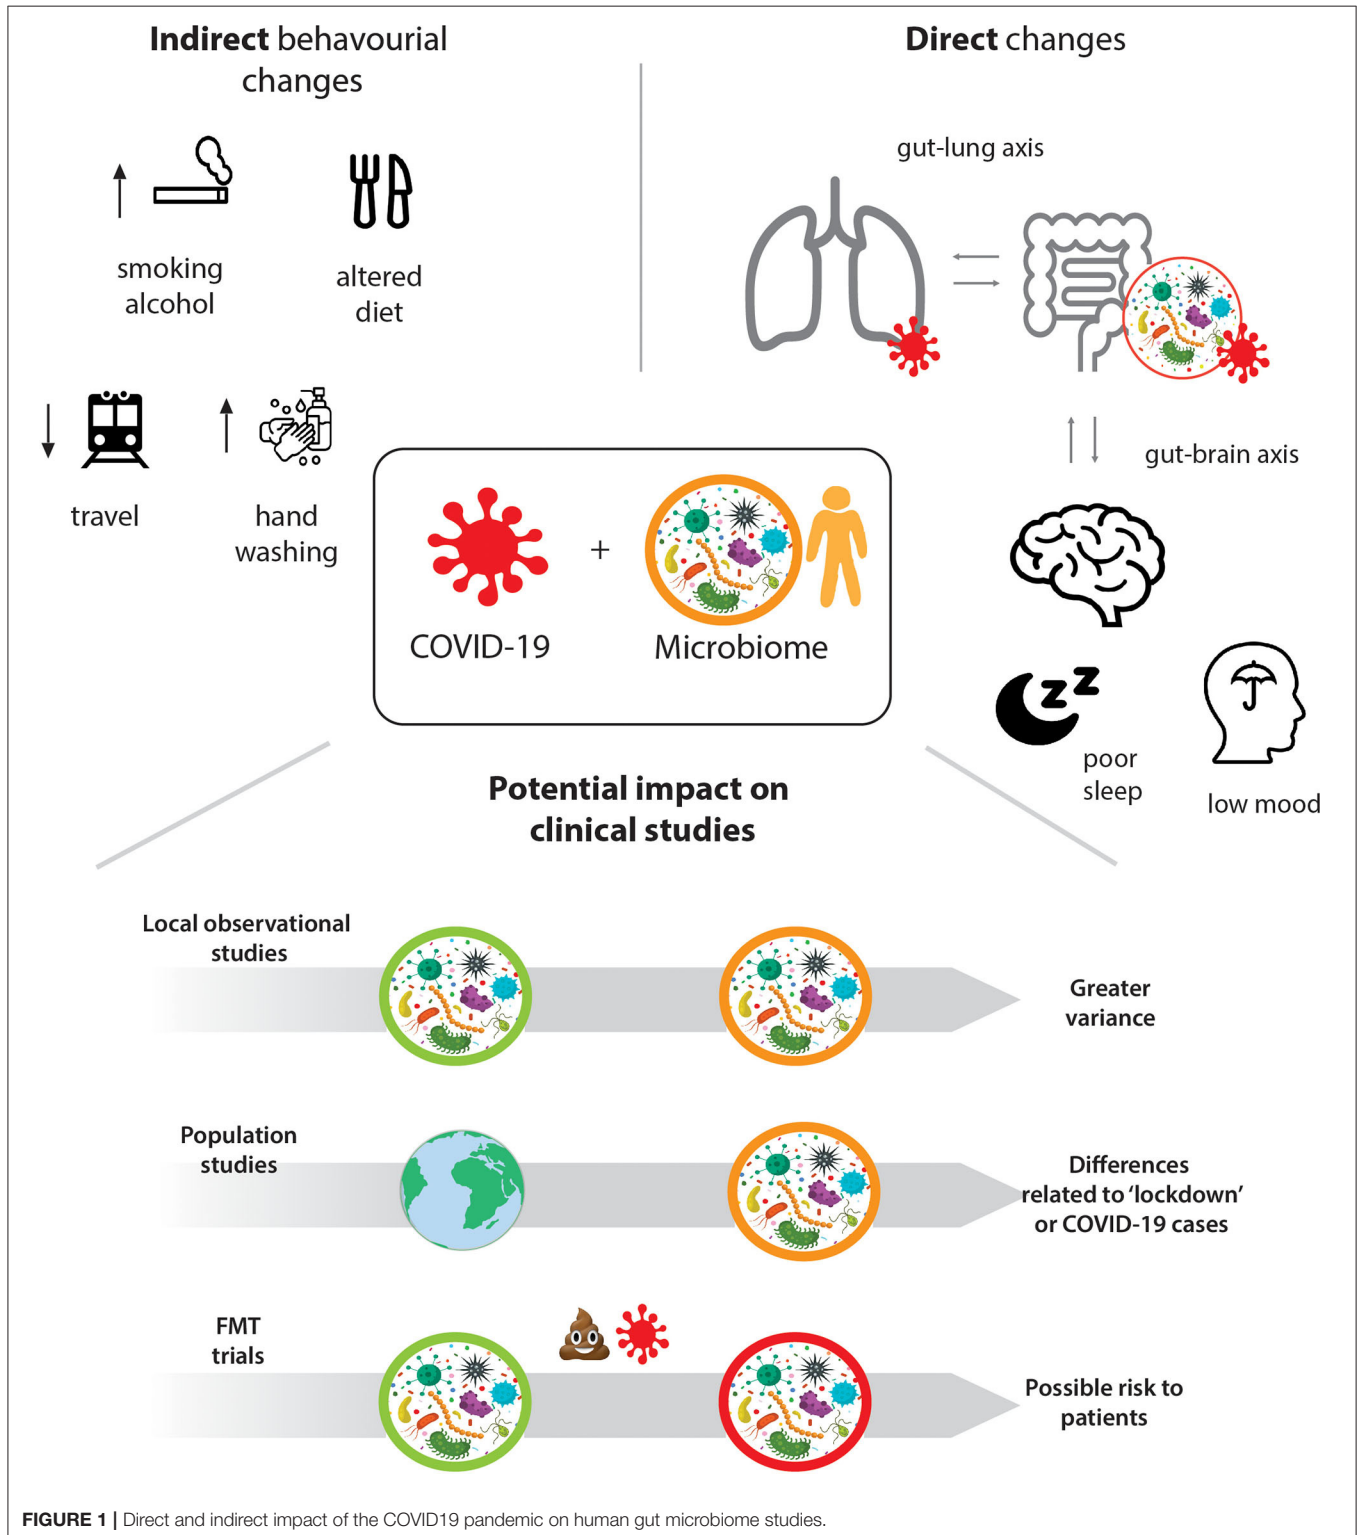 Indirect behavourial
changes
Direct changes
gut-lung axis
smoking
alcohol
altered
diet
travel
hand
washing
gut-brain axis
COVID-19
+
Microbiome
z z
poor
sleep
low mood
Potential impact on
clinical studies
Local observational
studies
Greater
variance
Population
studies
Differences
related to ‘lockdown’
or COVID-19 cases
FMT
trials
Possible risk to
patients
FIGURE 1 | Direct and indirect impact of the COVID19 pandemic on human gut microbiome studies.